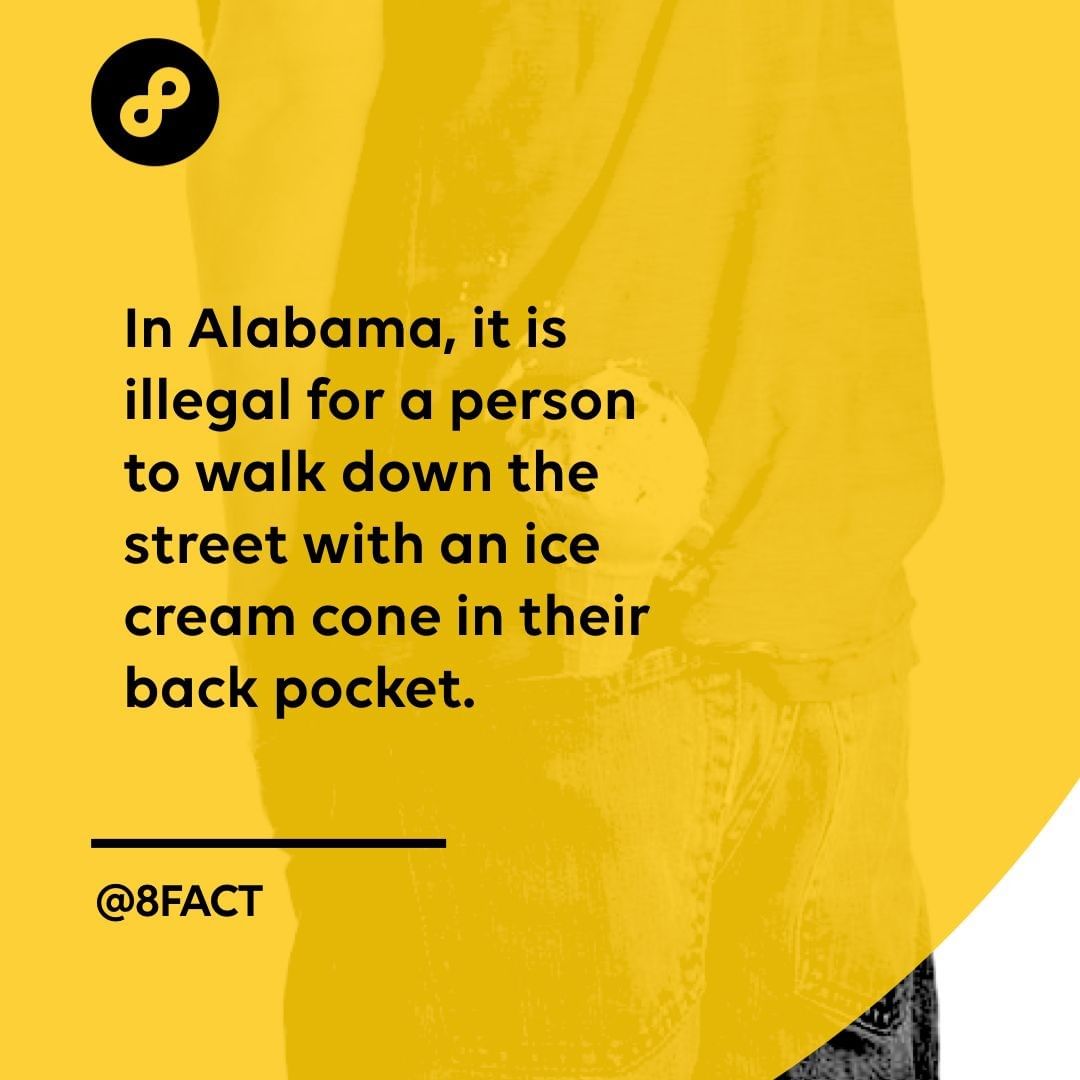 In Alabama, it is
illegal for a person
to walk down the
street with an ice
cream cone in their
back pocket.
@8FACT